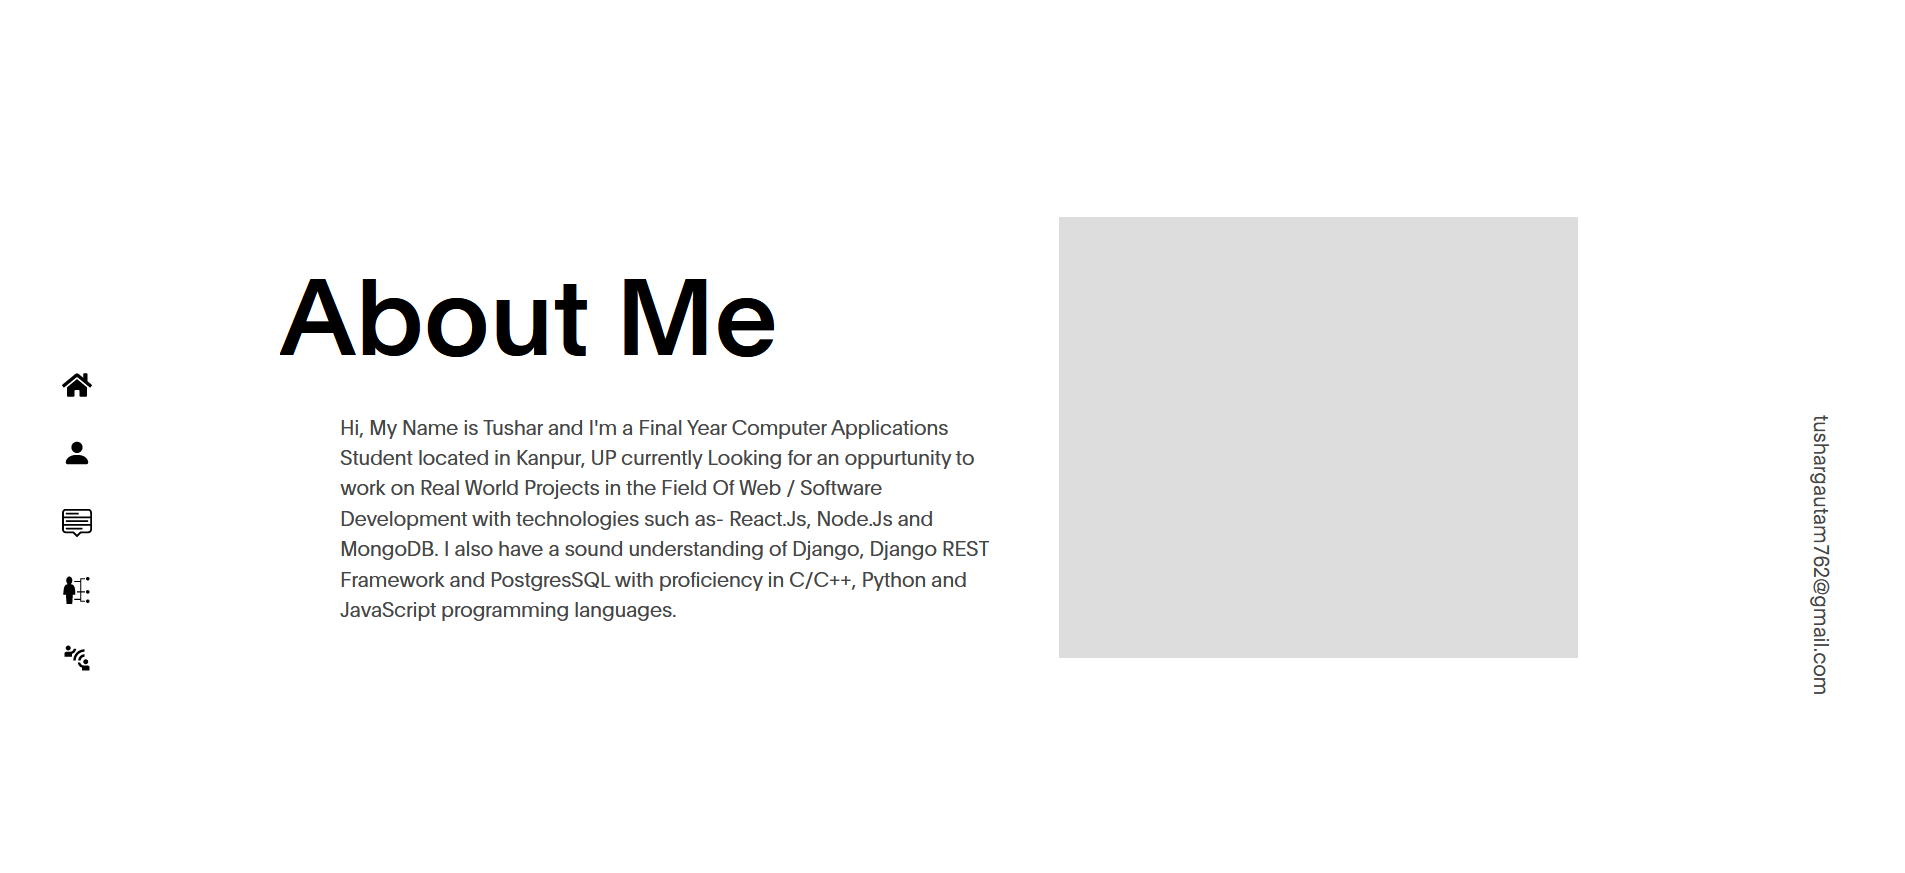 About Me
Hi, My Name is Tushar and I'm a Final Year Computer Applications
Student located in Kanpur, UP currently Looking for an oppurtunity to
work on Real World Projects in the Field Of Web / Software
Development with technologies such as- React.Js, Node.Js and
MongoDB. I also have a sound understanding of Django, Django REST
Framework and PostgresSQL with proficiency in C/C++, Python and
JavaScript programming languages.
tushargautam762@gmail.com